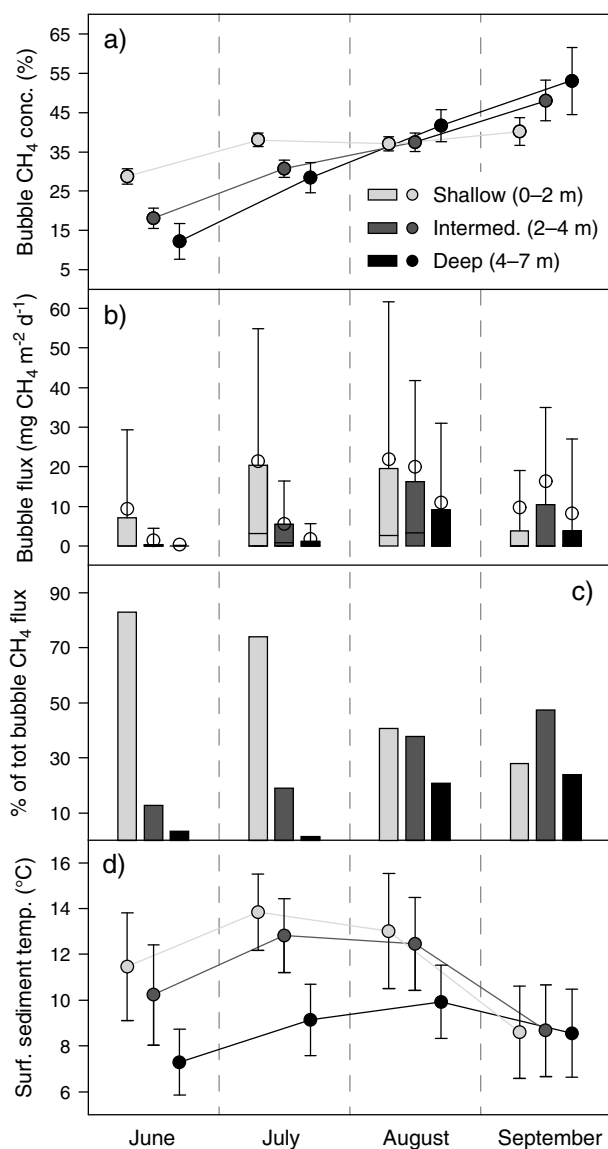 a)
Bubble CH4 conc. (%)
65
55
45
35
25
15
5
Shallow (0–2 m)
Intermed. (2–4 m)
Deep (4–7 m)
b)
Bubble flux (mg CH4 m-2 d-1)
60
50
40
30
20
10
0
c)
% of tot bubble CH4 flux
90
70
50
30
10
d)
Surf. sediment temp. (°C)
16
14
12
10
8
6
June July August September